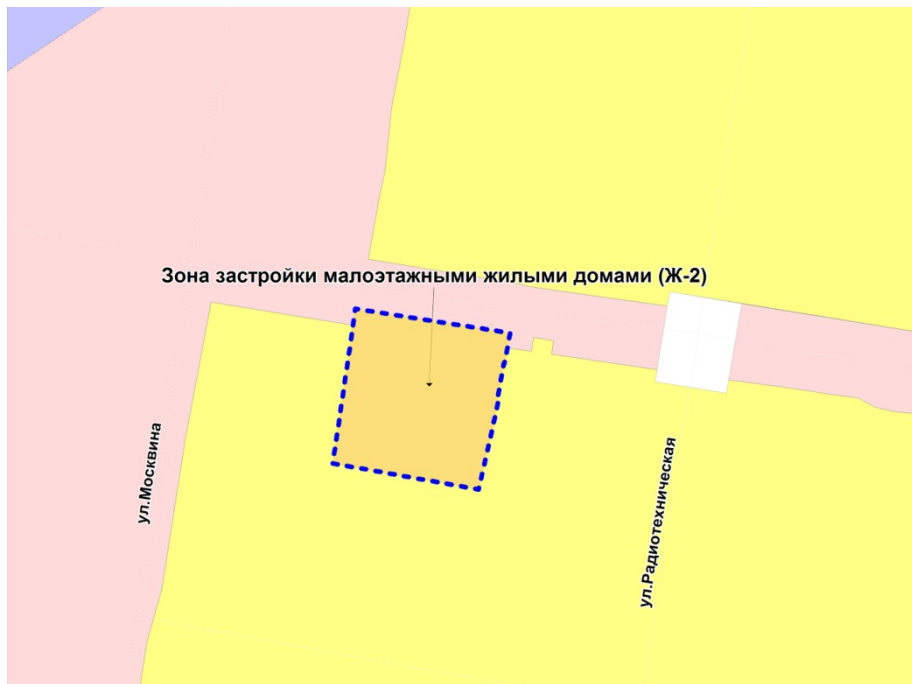 Зона застройки малоэтажными жилыми домами (Ж-2)
ул.Москвина
ул.Радиотехническая